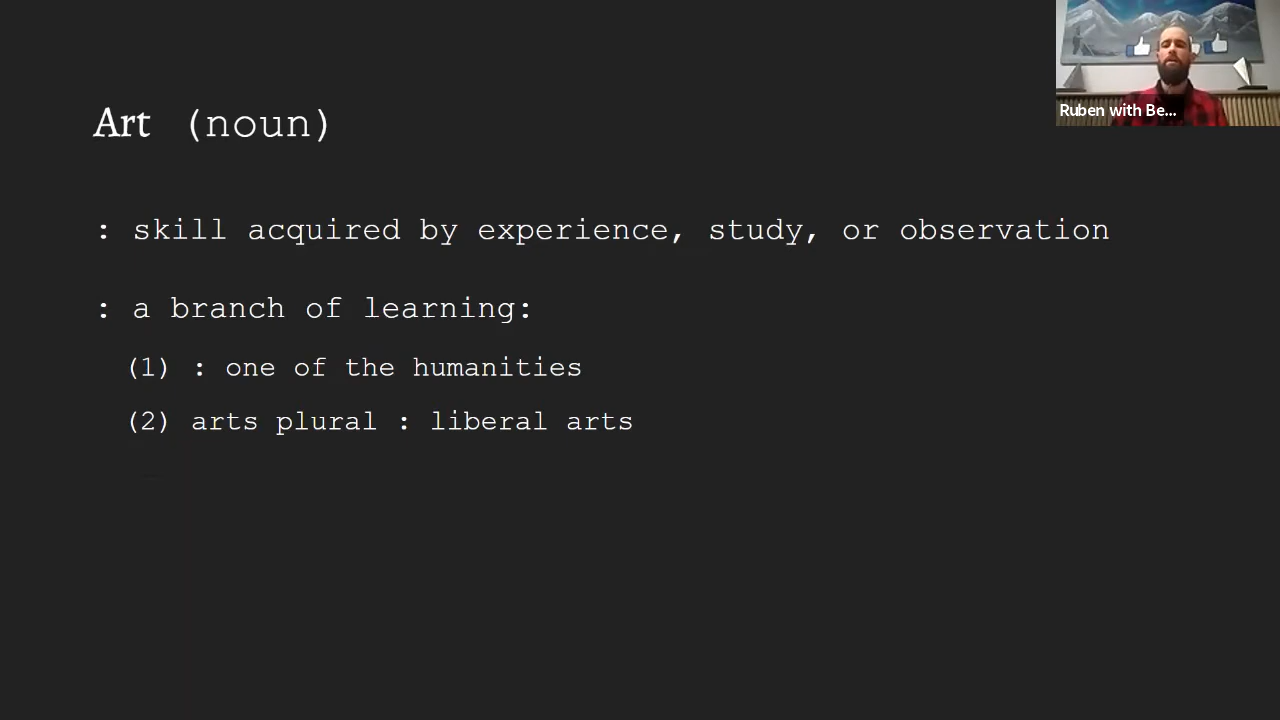 Art (noun)
: skill acquired by experience, study, or observation
: a branch of learning:
(1) : one of the humanities
(2) arts plural : liberal arts
Ruben with Be...